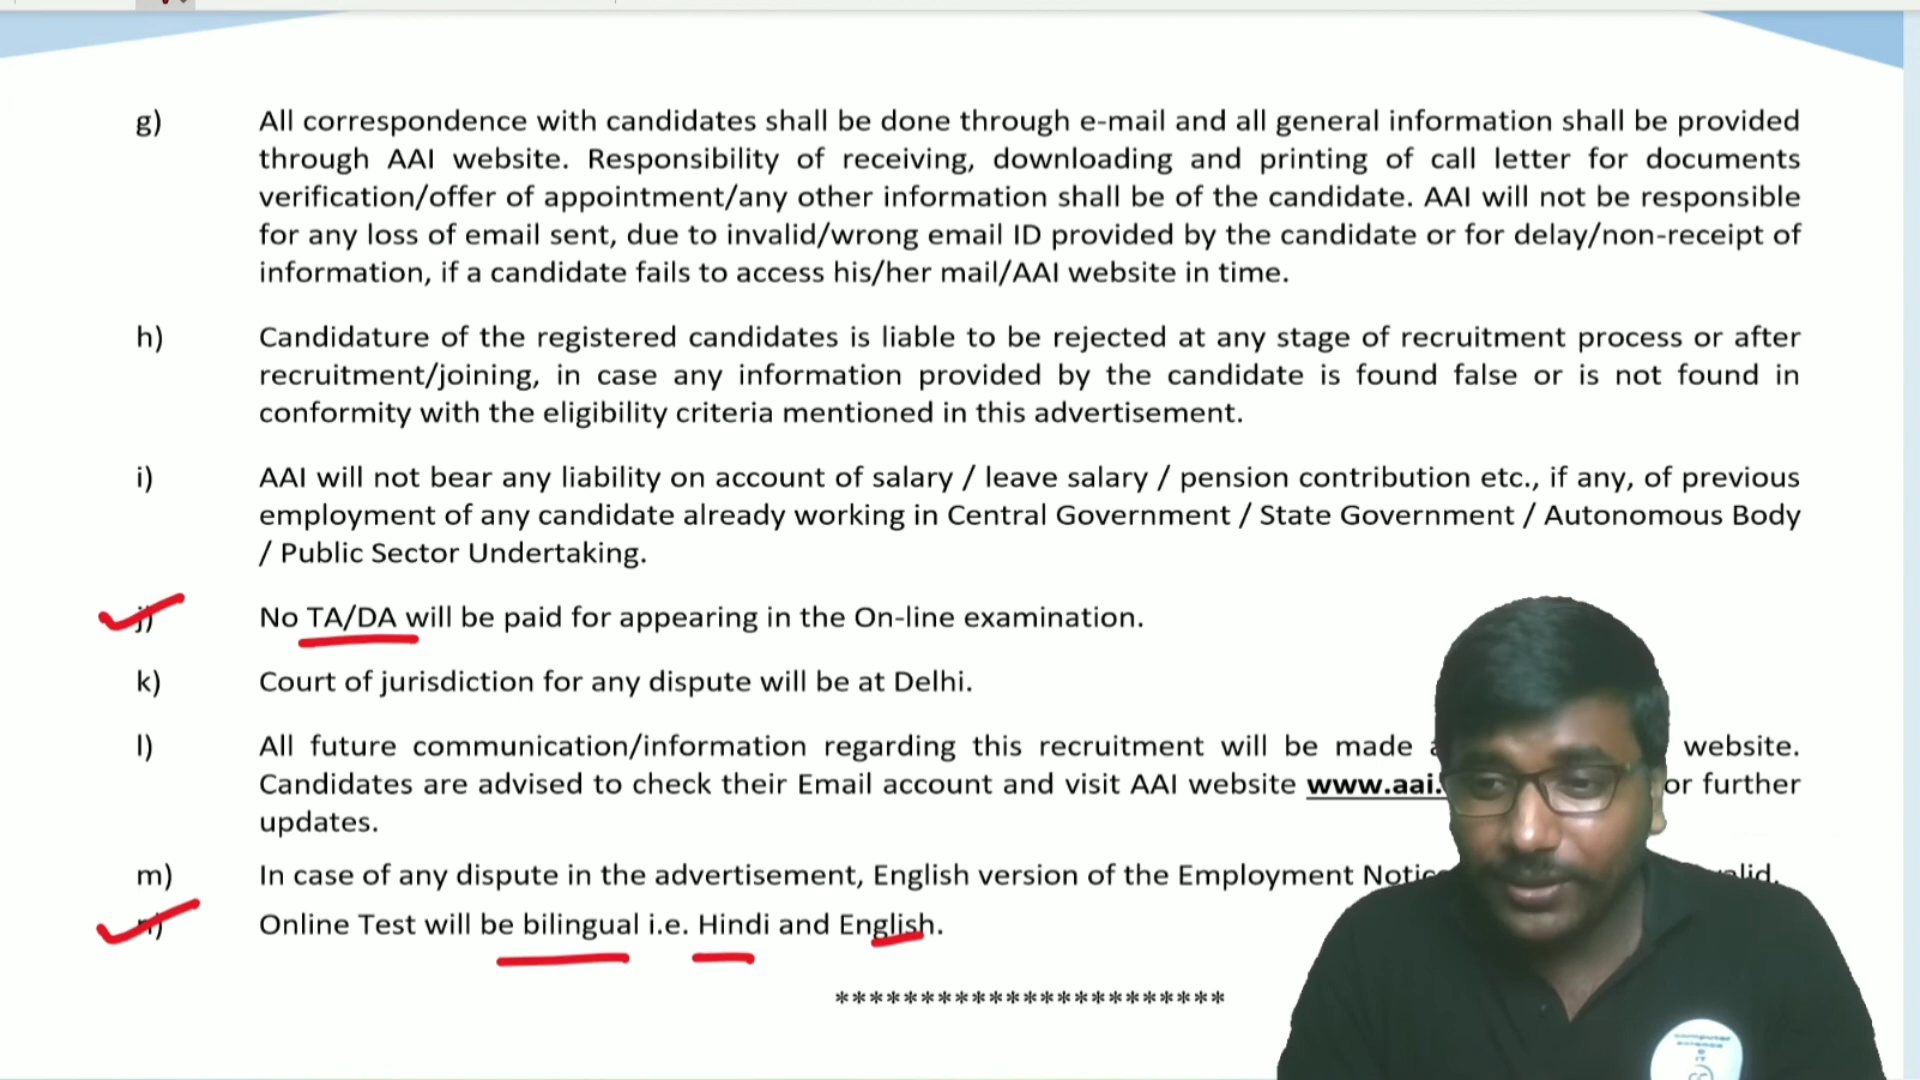 g) All correspondence with candidates shall be done through e-mail and all general information shall be provided
through AAI website. Responsibility of receiving, downloading and printing of call letter for documents
verification/offer of appointment/any other information shall be of the candidate. AAI will not be responsible
for any loss of email sent, due to invalid/wrong email ID provided by the candidate or for delay/non-receipt of
information, if a candidate fails to access his/her mail/AAI website in time.
h) Candidature of the registered candidates is liable to be rejected at any stage of recruitment process or after
recruitment/joining, in case any information provided by the candidate is found false or is not found in
conformity with the eligibility criteria mentioned in this advertisement.
i) AAI will not bear any liability on account of salary / leave salary / pension contribution etc., if any, of previous
employment of any candidate already working in Central Government / State Government / Autonomous Body
/ Public Sector Undertaking.
j) No TA/DA will be paid for appearing in the On-line examination.
k) Court of jurisdiction for any dispute will be at Delhi.
l) All future communication/information regarding this recruitment will be made website.
Candidates are advised to check their Email account and visit AAI website www.aai. further
updates.
m) In case of any dispute in the advertisement, English version of the Employment
Online Test will be bilingual i.e. Hindi and English.
************************